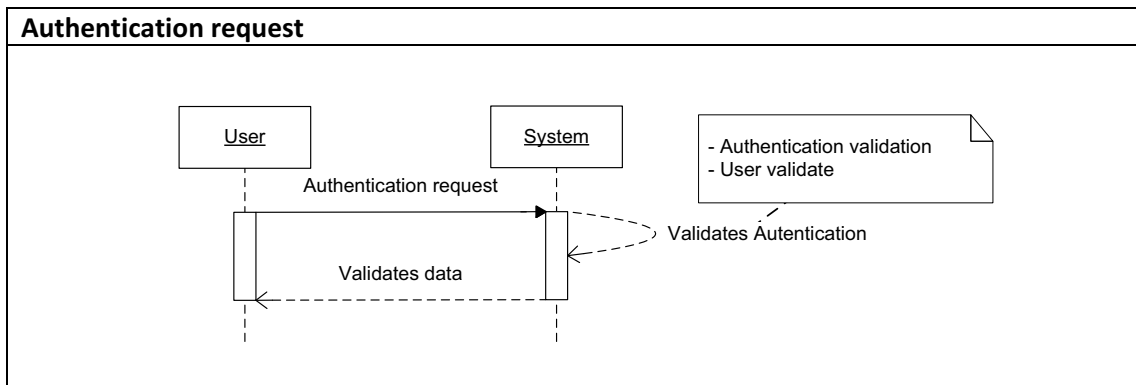 Authentication request
User
System
- Authentication validation
- User validate
Authentication request
Validates Autentication
Validates data